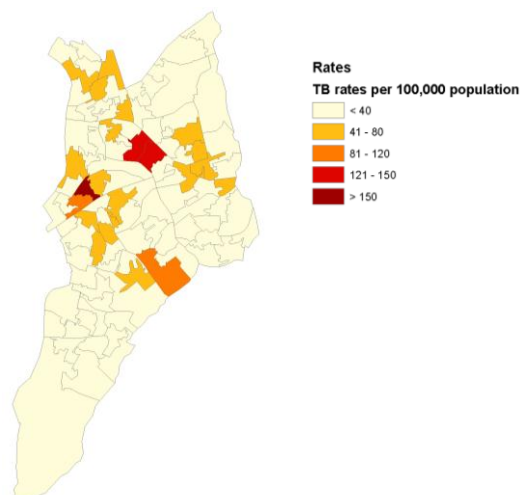 Rates
TB rates per 100,000 population
< 40
41 - 80
81 - 120
121 - 150
> 150